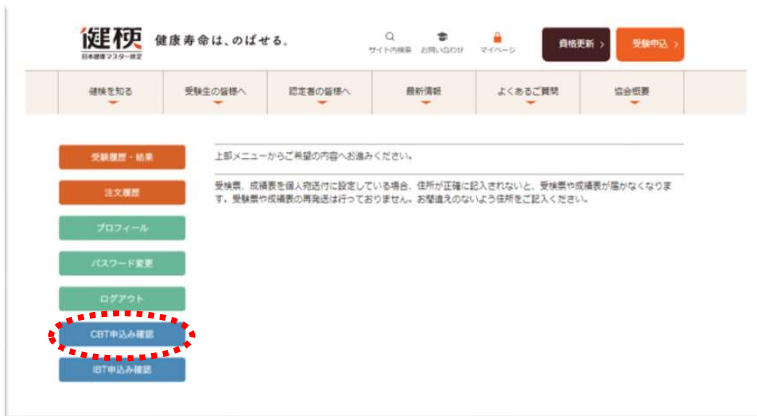 健検
日本健康マスター検定
健康寿命は、のばせる。
サイト内検索 お問い合わせ マイページ
資格更新 >
受験申込 >
健検を知る
受験生の皆様へ
認定者の皆様へ
最新情報
よくあるご質問
協会概要
受験履歴・結果
注文履歴
プロフィール
パスワード変更
ログアウト
CBT申込み確認
IBT申込み確認
上部メニューからご希望の内容へお進みください。
受検票、成績表を個人宛送付に設定している場合、住所が正確に記入されないと、受検票や成績表が届かなくなりま
す。受験票や成績表の再発送は行っておりません。お間違えのないよう住所をご記入ください。